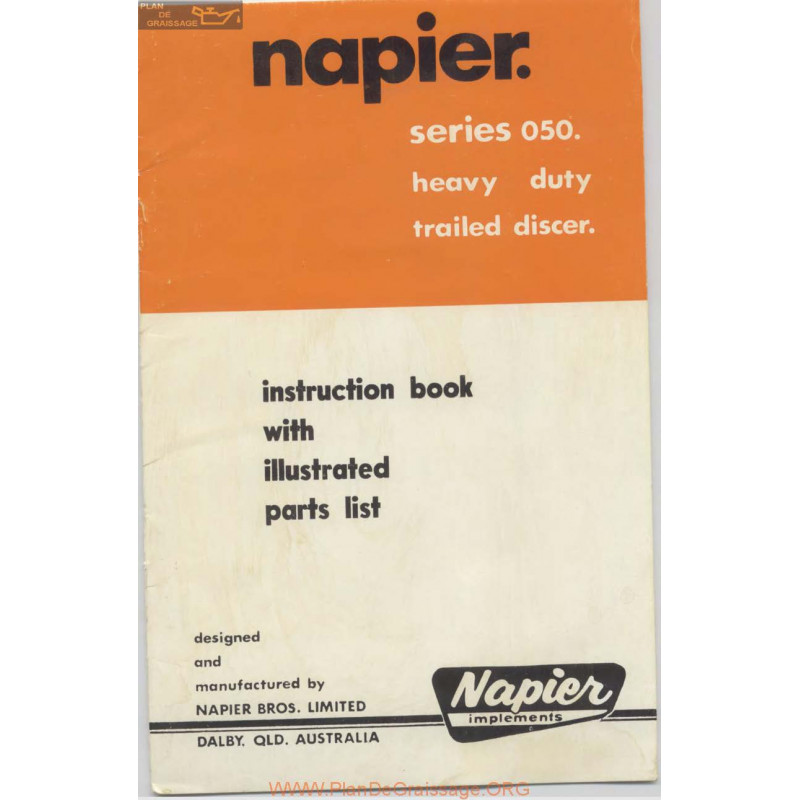 PLAN
DE
GRAISSAGE
napier.
series 050.
heavy duty
trailed discer.
instruction book
with
illustrated
parts list
designed
and
manufactured by
NAPIER BROS. LIMITED
DALBY. QLD. AUSTRALIA
Napier
implements
WWW.PlanDeGraissage.ORG